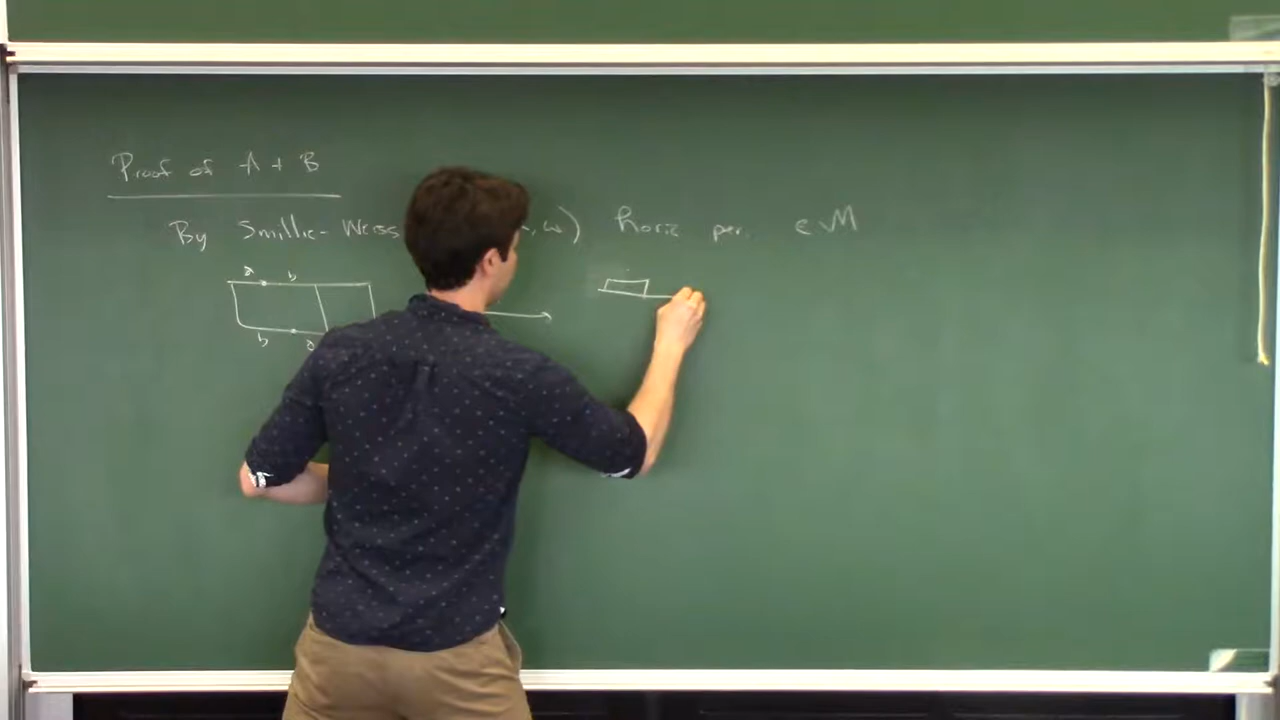 Proof of A + B
By Smillie-Weiss , ω) horiz per. ∈ M
a b
b a